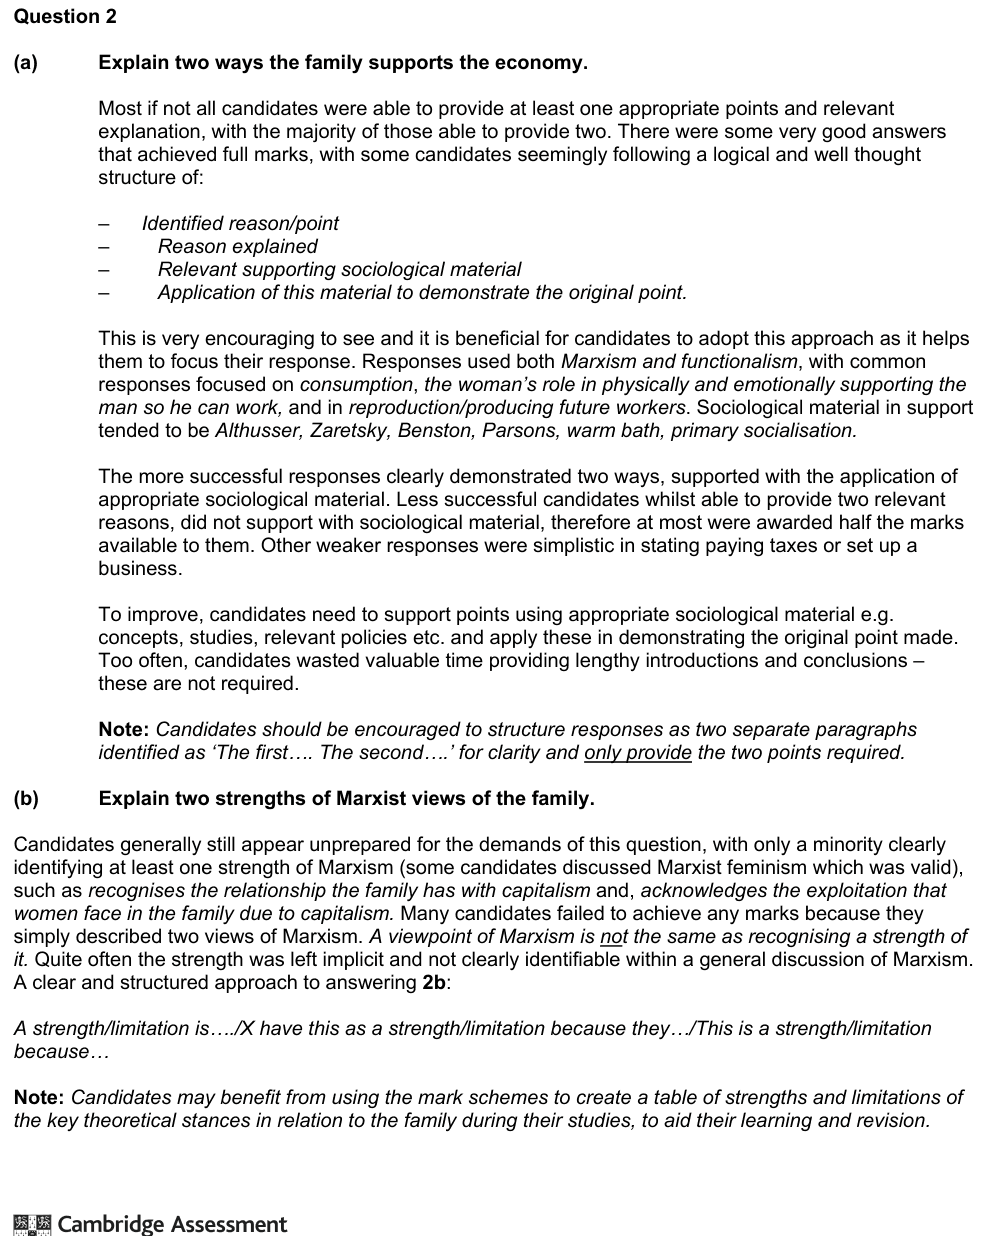 Question 2
(a) Explain two ways the family supports the economy.
Most if not all candidates were able to provide at least one appropriate points and relevant
explanation, with the majority of those able to provide two. There were some very good answers
that achieved full marks, with some candidates seemingly following a logical and well thought
structure of:
– Identified reason/point
– Reason explained
– Relevant supporting sociological material
– Application of this material to demonstrate the original point.
This is very encouraging to see and it is beneficial for candidates to adopt this approach as it helps
them to focus their response. Responses used both Marxism and functionalism, with common
responses focused on consumption, the woman's role in physically and emotionally supporting the
man so he can work, and in reproduction/producing future workers. Sociological material in support
tended to be Althusser, Zaretsky, Benston, Parsons, warm bath, primary socialisation.
The more successful responses clearly demonstrated two ways, supported with the application of
appropriate sociological material. Less successful candidates whilst able to provide two relevant
reasons, did not support with sociological material, therefore at most were awarded half the marks
available to them. Other weaker responses were simplistic in stating paying taxes or set up a
business.
To improve, candidates need to support points using appropriate sociological material e.g.
concepts, studies, relevant policies etc. and apply these in demonstrating the original point made.
Too often, candidates wasted valuable time providing lengthy introductions and conclusions –
these are not required.
Note: Candidates should be encouraged to structure responses as two separate paragraphs
identified as 'The first…. The second….' for clarity and only provide the two points required.
(b) Explain two strengths of Marxist views of the family.
Candidates generally still appear unprepared for the demands of this question, with only a minority clearly
identifying at least one strength of Marxism (some candidates discussed Marxist feminism which was valid),
such as recognises the relationship the family has with capitalism and, acknowledges the exploitation that
women face in the family due to capitalism. Many candidates failed to achieve any marks because they
simply described two views of Marxism. A viewpoint of Marxism is not the same as recognising a strength of
it. Quite often the strength was left implicit and not clearly identifiable within a general discussion of Marxism.
A clear and structured approach to answering 2b:
A strength/limitation is…./X have this as a strength/limitation because they…/This is a strength/limitation
because…
Note: Candidates may benefit from using the mark schemes to create a table of strengths and limitations of
the key theoretical stances in relation to the family during their studies, to aid their learning and revision.
Cambridge Assessment